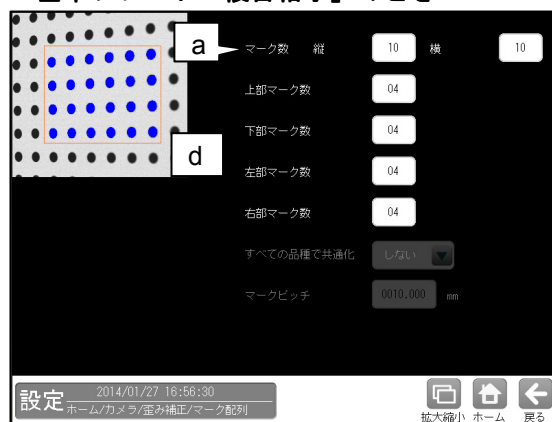 a
d
マーク数 縦 10 横 10
上部マーク数 04
下部マーク数 04
左部マーク数 04
右部マーク数 04
すべての品種で共通化 しない
マークピッチ 0010.000 mm
設定 2014/01/27 16:56:30
ホーム/カメラ/歪み補正/マーク配列
拡大縮小 ホーム 戻る